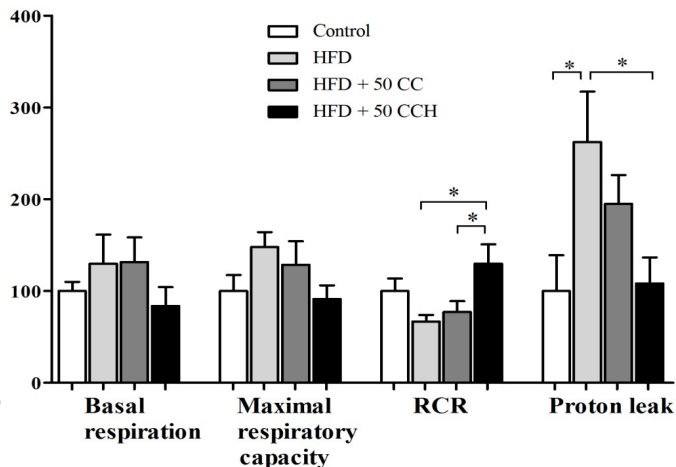 400
300
200
100
0
Control
HFD
HFD + 50 CC
HFD + 50 CCH
*
*
*
*
Basal
respiration
Maximal
respiratory
capacity
RCR
Proton leak